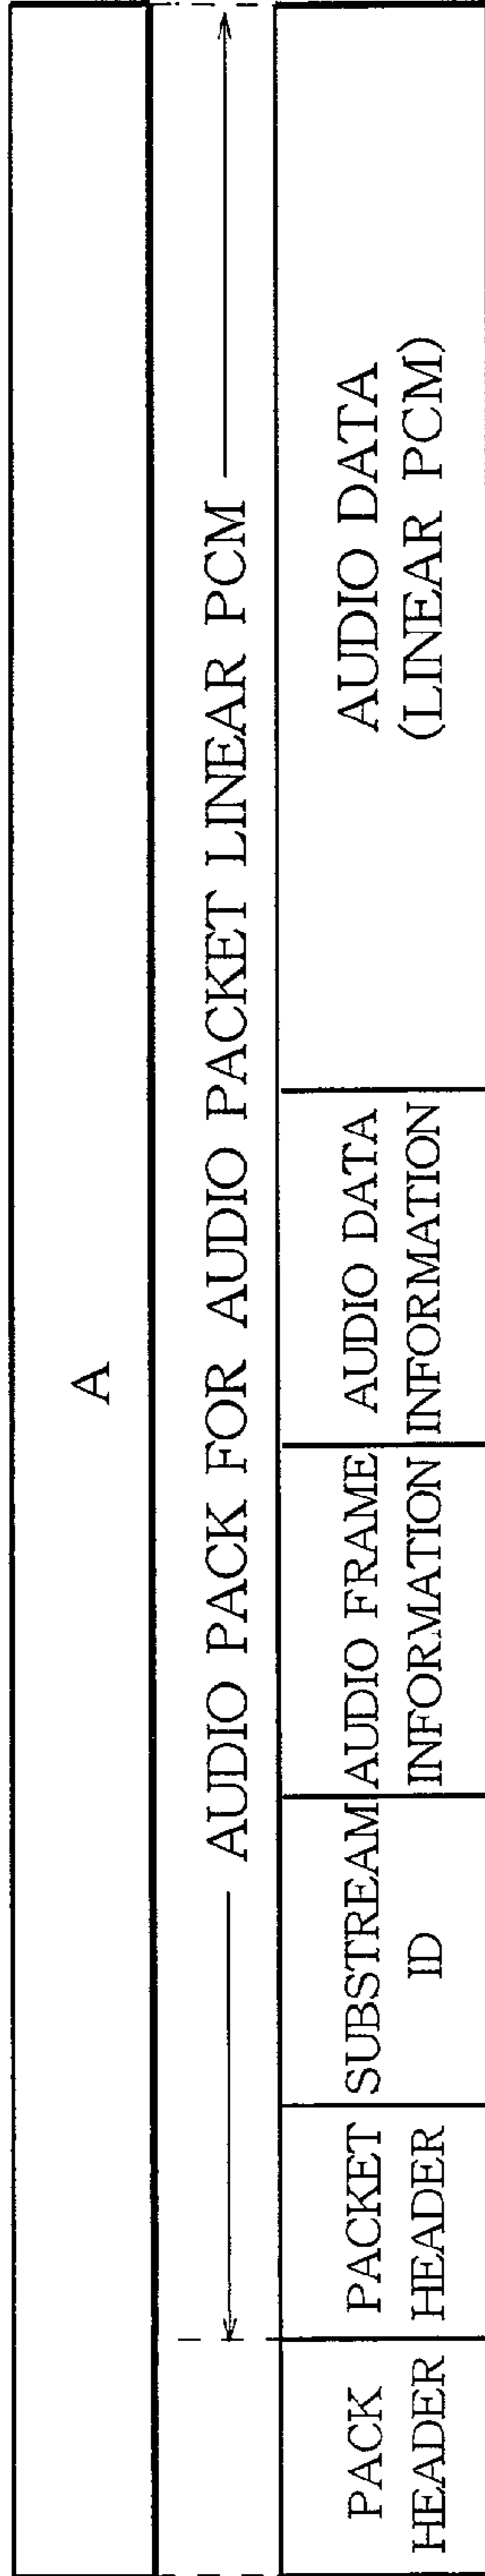 A
AUDIO PACK FOR AUDIO PACKET LINEAR PCM
PACK
HEADER
PACKET
HEADER
SUBSTREAM
ID
AUDIO FRAME
INFORMATION
AUDIO DATA
INFORMATION
AUDIO DATA
(LINEAR PCM)